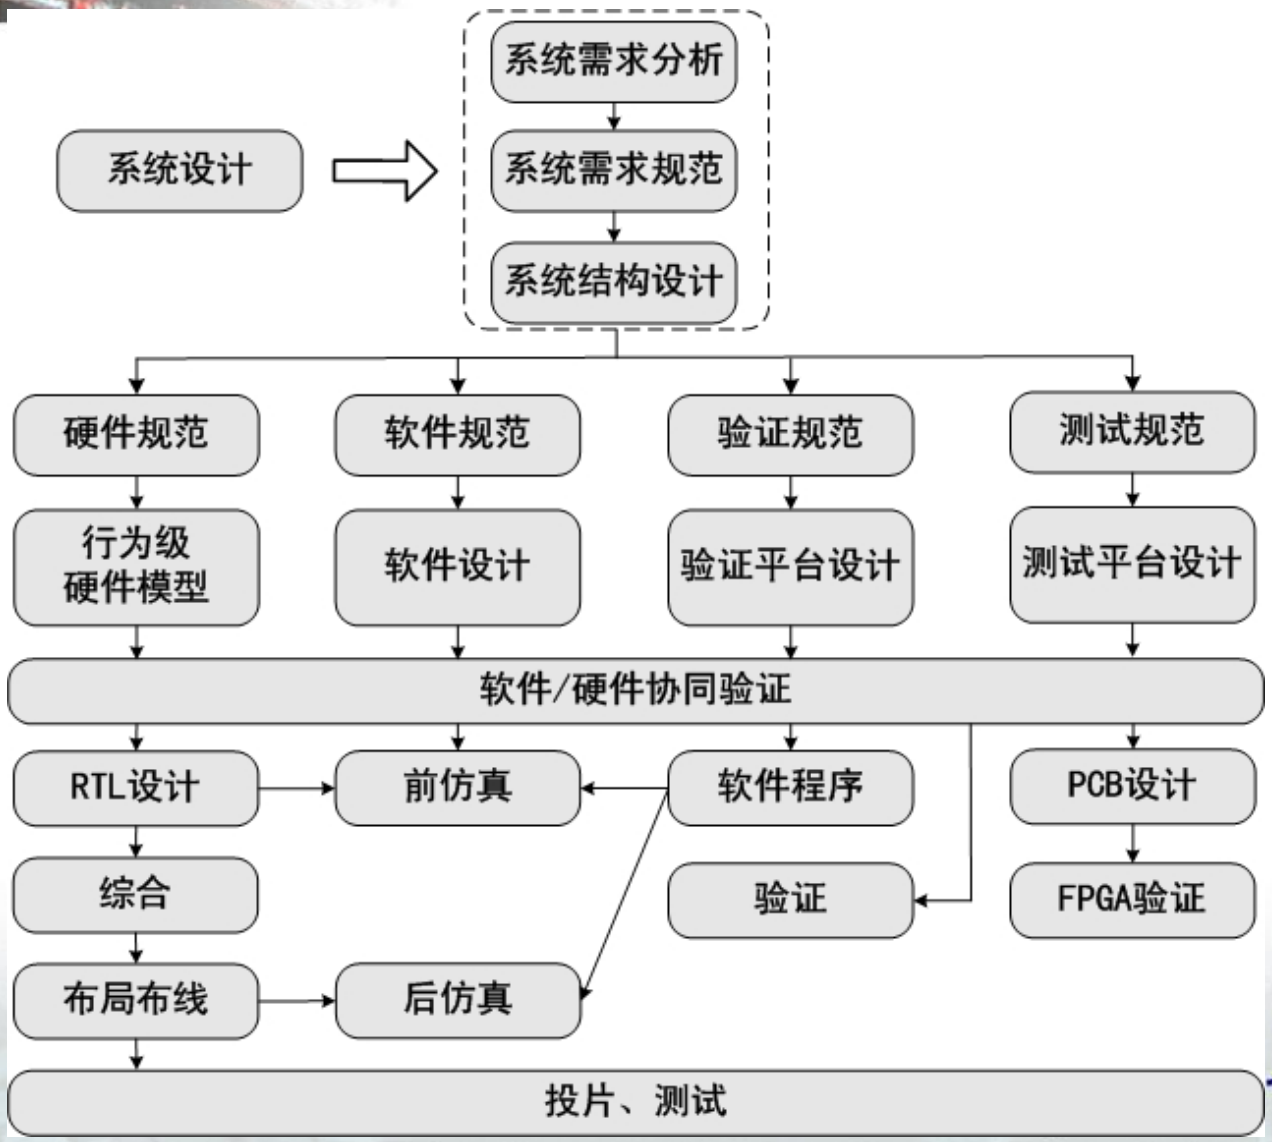 系统需求分析
系统设计
系统需求规范
系统结构设计
硬件规范
软件规范
验证规范
测试规范
行为级
硬件模型
软件设计
验证平台设计
测试平台设计
软件/硬件协同验证
RTL设计
前仿真
软件程序
PCB设计
综合
验证
FPGA验证
布局布线
后仿真
投片、测试